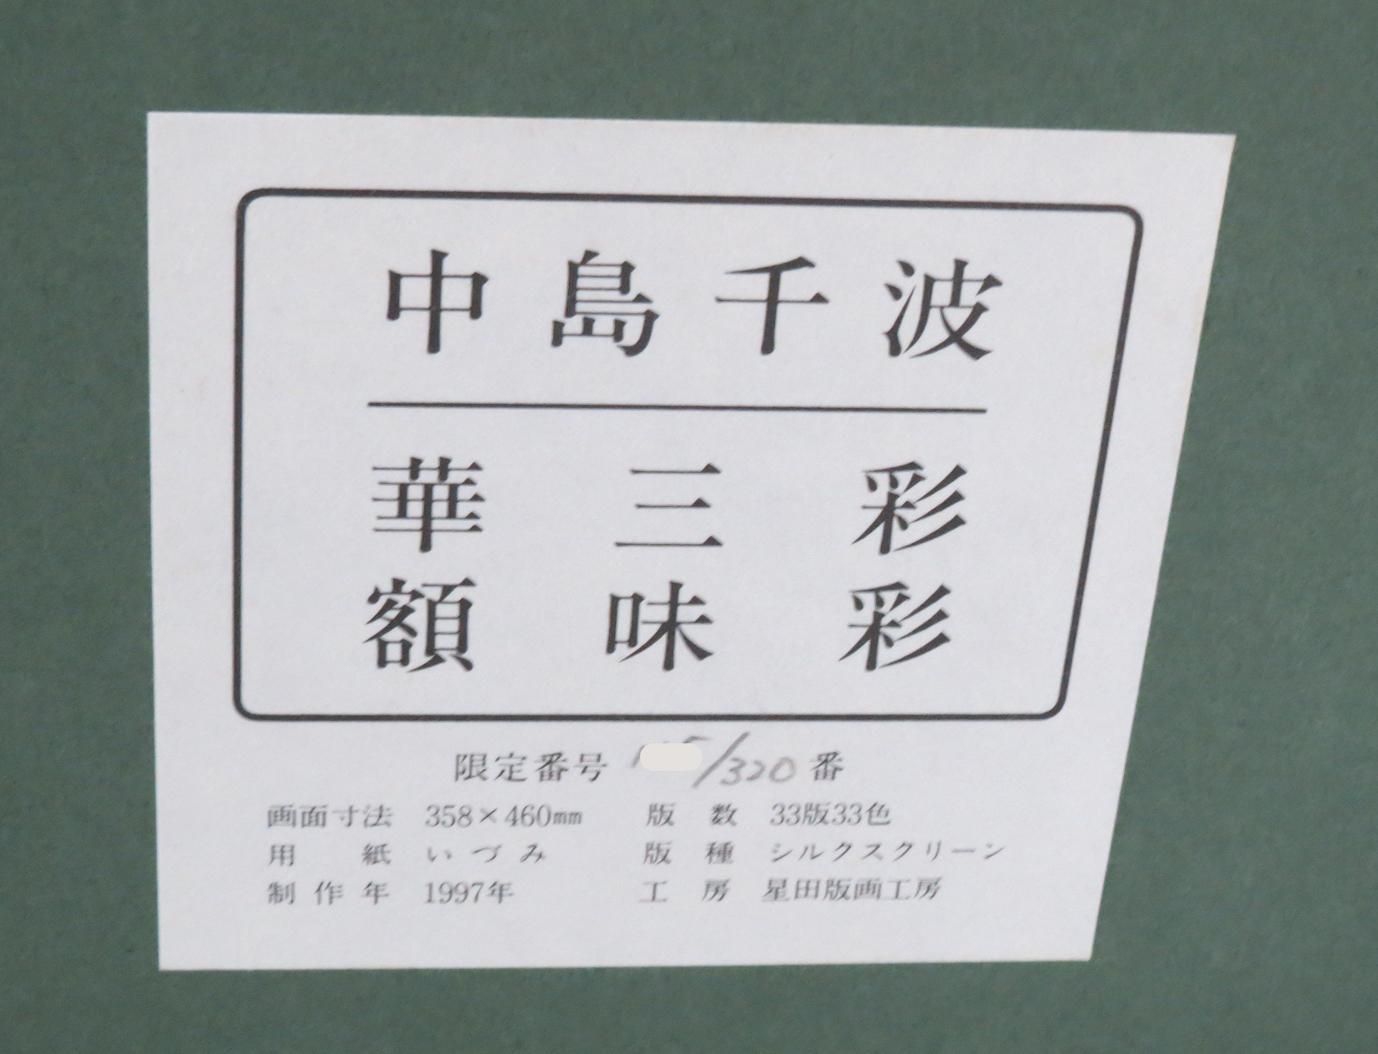 中島千波
華三彩
額味彩
限定番号 /320番
画面寸法 358×460mm 版数 33版33色
用紙 いづみ 版種 シルクスクリーン
制作年 1997年 工房 星田版画工房